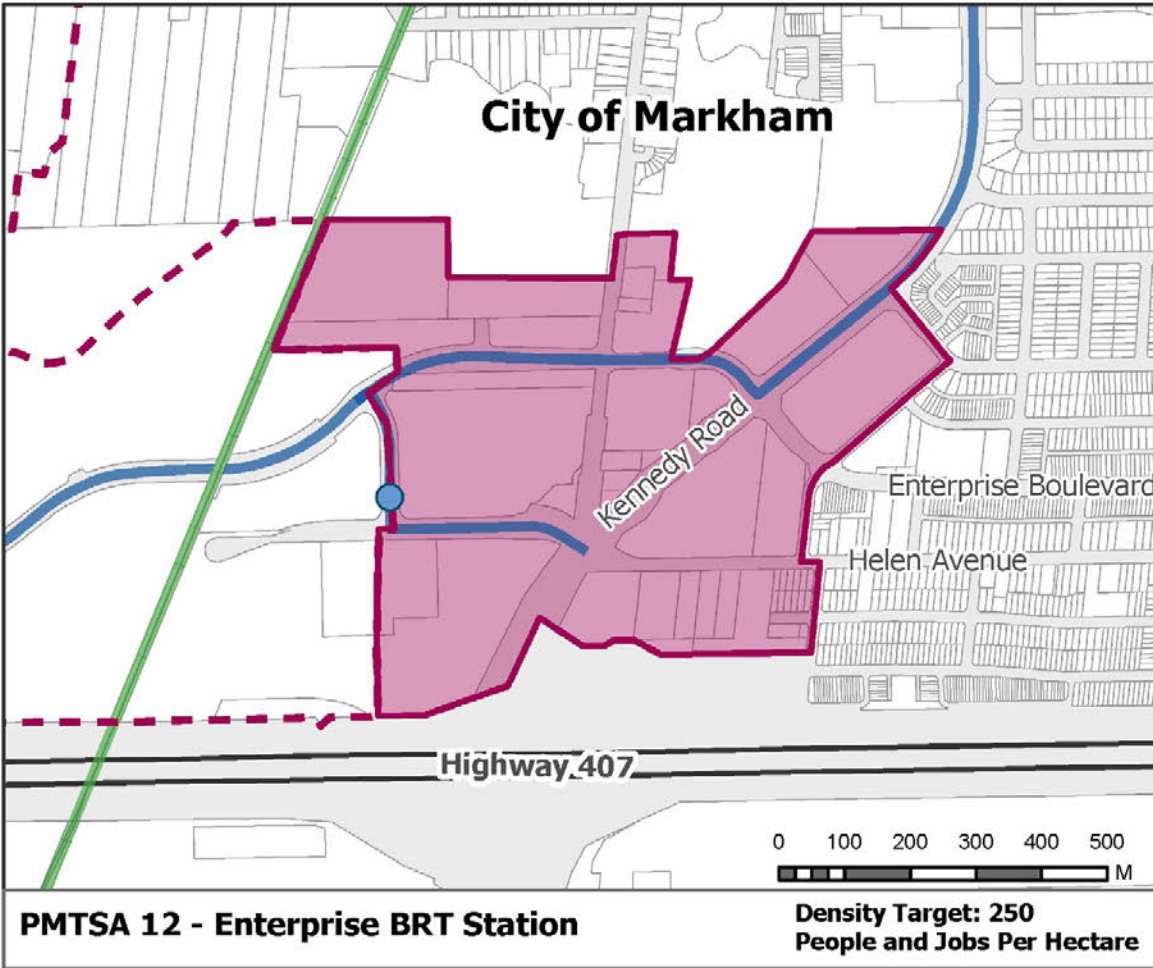 City of Markham
Kennedy Road
Enterprise Boulevard
Helen Avenue
Highway 407
0 100 200 300 400 500
M
PMTSA 12 - Enterprise BRT Station
Density Target: 250
People and Jobs Per Hectare